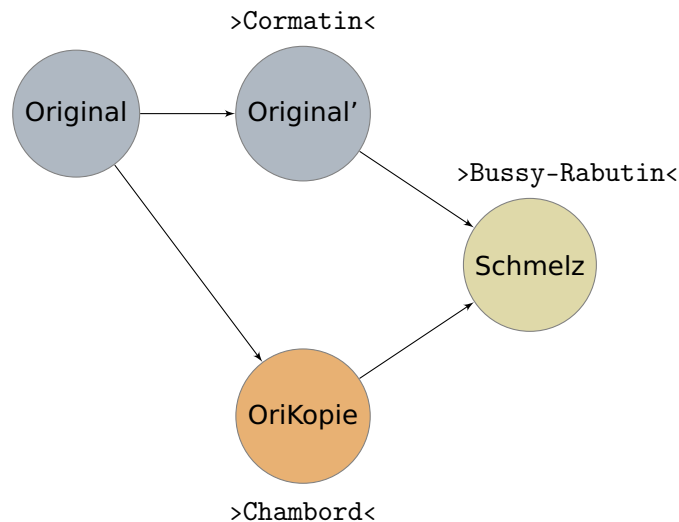 >Cormatin<
Original
Original’
>Bussy-Rabutin<
Schmelz
OriKopie
>Chambord<